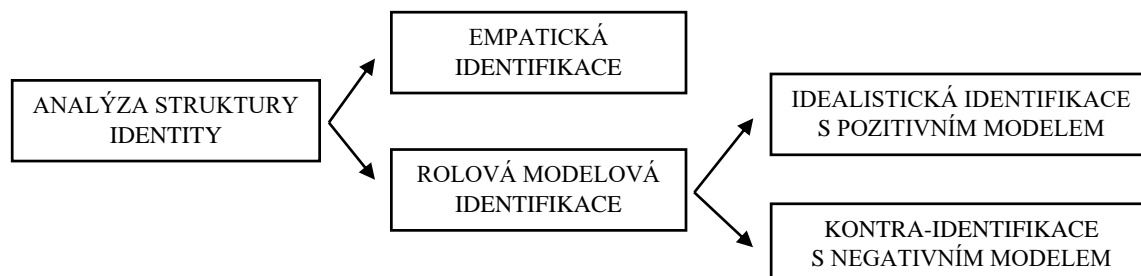 EMPATICKÁ
IDENTIFIKACE
ANALÝZA STRUKTURY
IDENTITY
IDEALISTICKÁ IDENTIFIKACE
S POZITIVNÍM MODELEM
ROLOVÁ MODELOVÁ
IDENTIFIKACE
KONTRA-IDENTIFIKACE
S NEGATIVNÍM MODELEM